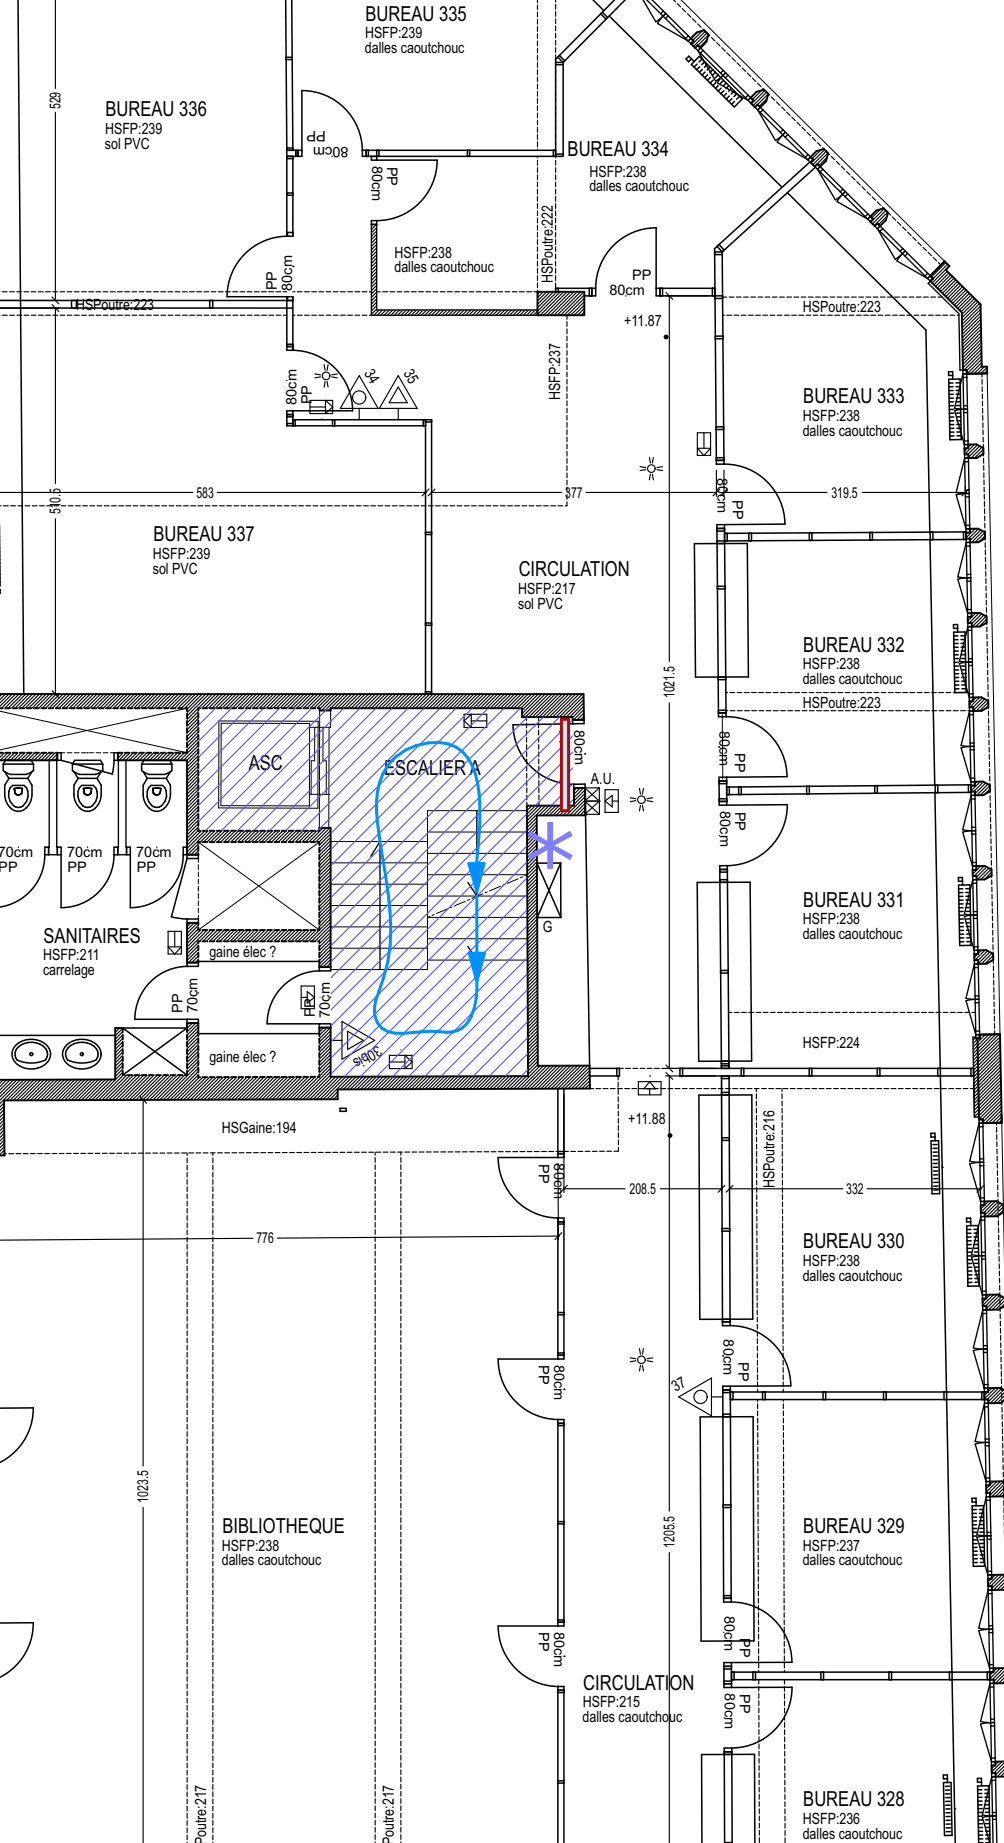 BUREAU 335
HSFP:239
dalles caoutchouc
529
BUREAU 336
HSFP:239
sol PVC
PP
80cm
80cm
PP
BUREAU 334
HSFP:238
dalles caoutchouc
HSPoutre:222
HSFP:238
dalles caoutchouc
PP
80cm
PP
80cm
HSPoutre:223
HSPoutre:223
+11.87
HSFP:237
80cm
PP
34
35
BUREAU 333
HSFP:238
dalles caoutchouc
583
510.5
377
319.5
80cm
PP
BUREAU 337
HSFP:239
sol PVC
CIRCULATION
HSFP:217
sol PVC
BUREAU 332
HSFP:238
dalles caoutchouc
1021.5
HSPoutre:223
ASC
ESCALIER A
80cm
A.U.
80cm
PP
80cm
PP
70cm
PP
70cm
PP
70cm
PP
BUREAU 331
HSFP:238
dalles caoutchouc
G
SANITAIRES
HSFP:211
carrelage
gaine élec ?
PP
70cm
PP
70cm
gaine élec ?
30bis
HSFP:224
HSGaine:194
+11.88
HSPoutre:216
PP
80cm
208.5
332
776
BUREAU 330
HSFP:238
dalles caoutchouc
80cm
PP
80cm
PP
37
1023.5
1205.5
BIBLIOTHEQUE
HSFP:238
dalles caoutchouc
BUREAU 329
HSFP:237
dalles caoutchouc
80cm
PP
80cm
PP
CIRCULATION
HSFP:215
dalles caoutchouc
80cm
PP
Poutre:217
Poutre:217
BUREAU 328
HSFP:236
dalles caoutchouc